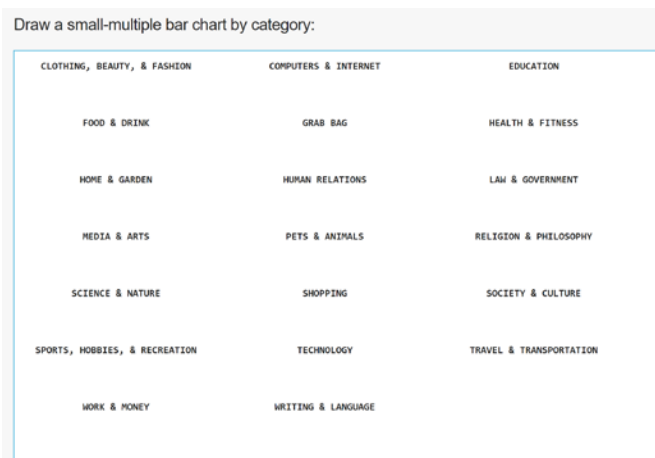 Draw a small-multiple bar chart by category:
CLOTHING, BEAUTY, & FASHION COMPUTERS & INTERNET EDUCATION
FOOD & DRINK GRAB BAG HEALTH & FITNESS
HOME & GARDEN HUMAN RELATIONS LAW & GOVERNMENT
MEDIA & ARTS PETS & ANIMALS RELIGION & PHILOSOPHY
SCIENCE & NATURE SHOPPING SOCIETY & CULTURE
SPORTS, HOBBIES, & RECREATION TECHNOLOGY TRAVEL & TRANSPORTATION
WORK & MONEY WRITING & LANGUAGE